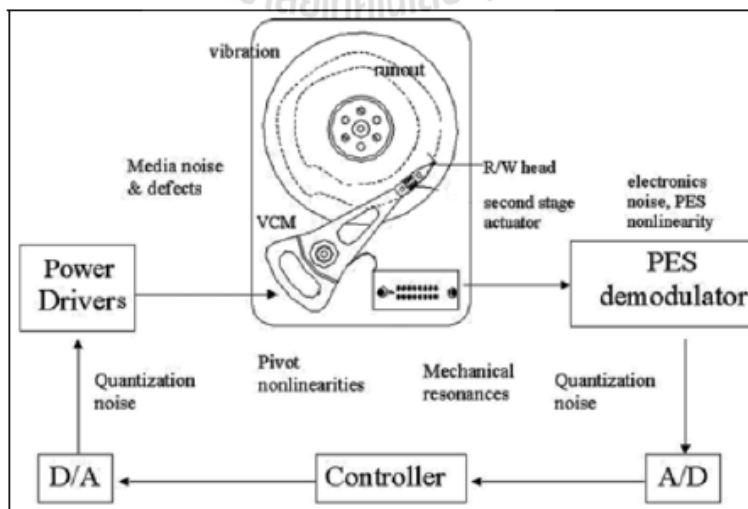 vibration
runout
Media noise
& defects
R/W head
second stage
actuator
electronics
noise, PES
nonlinearity
VCM
Power
Drivers
PES
demodulator
Quantization
noise
Pivot
nonlinearities
Mechanical
resonances
Quantization
noise
D/A
Controller
A/D